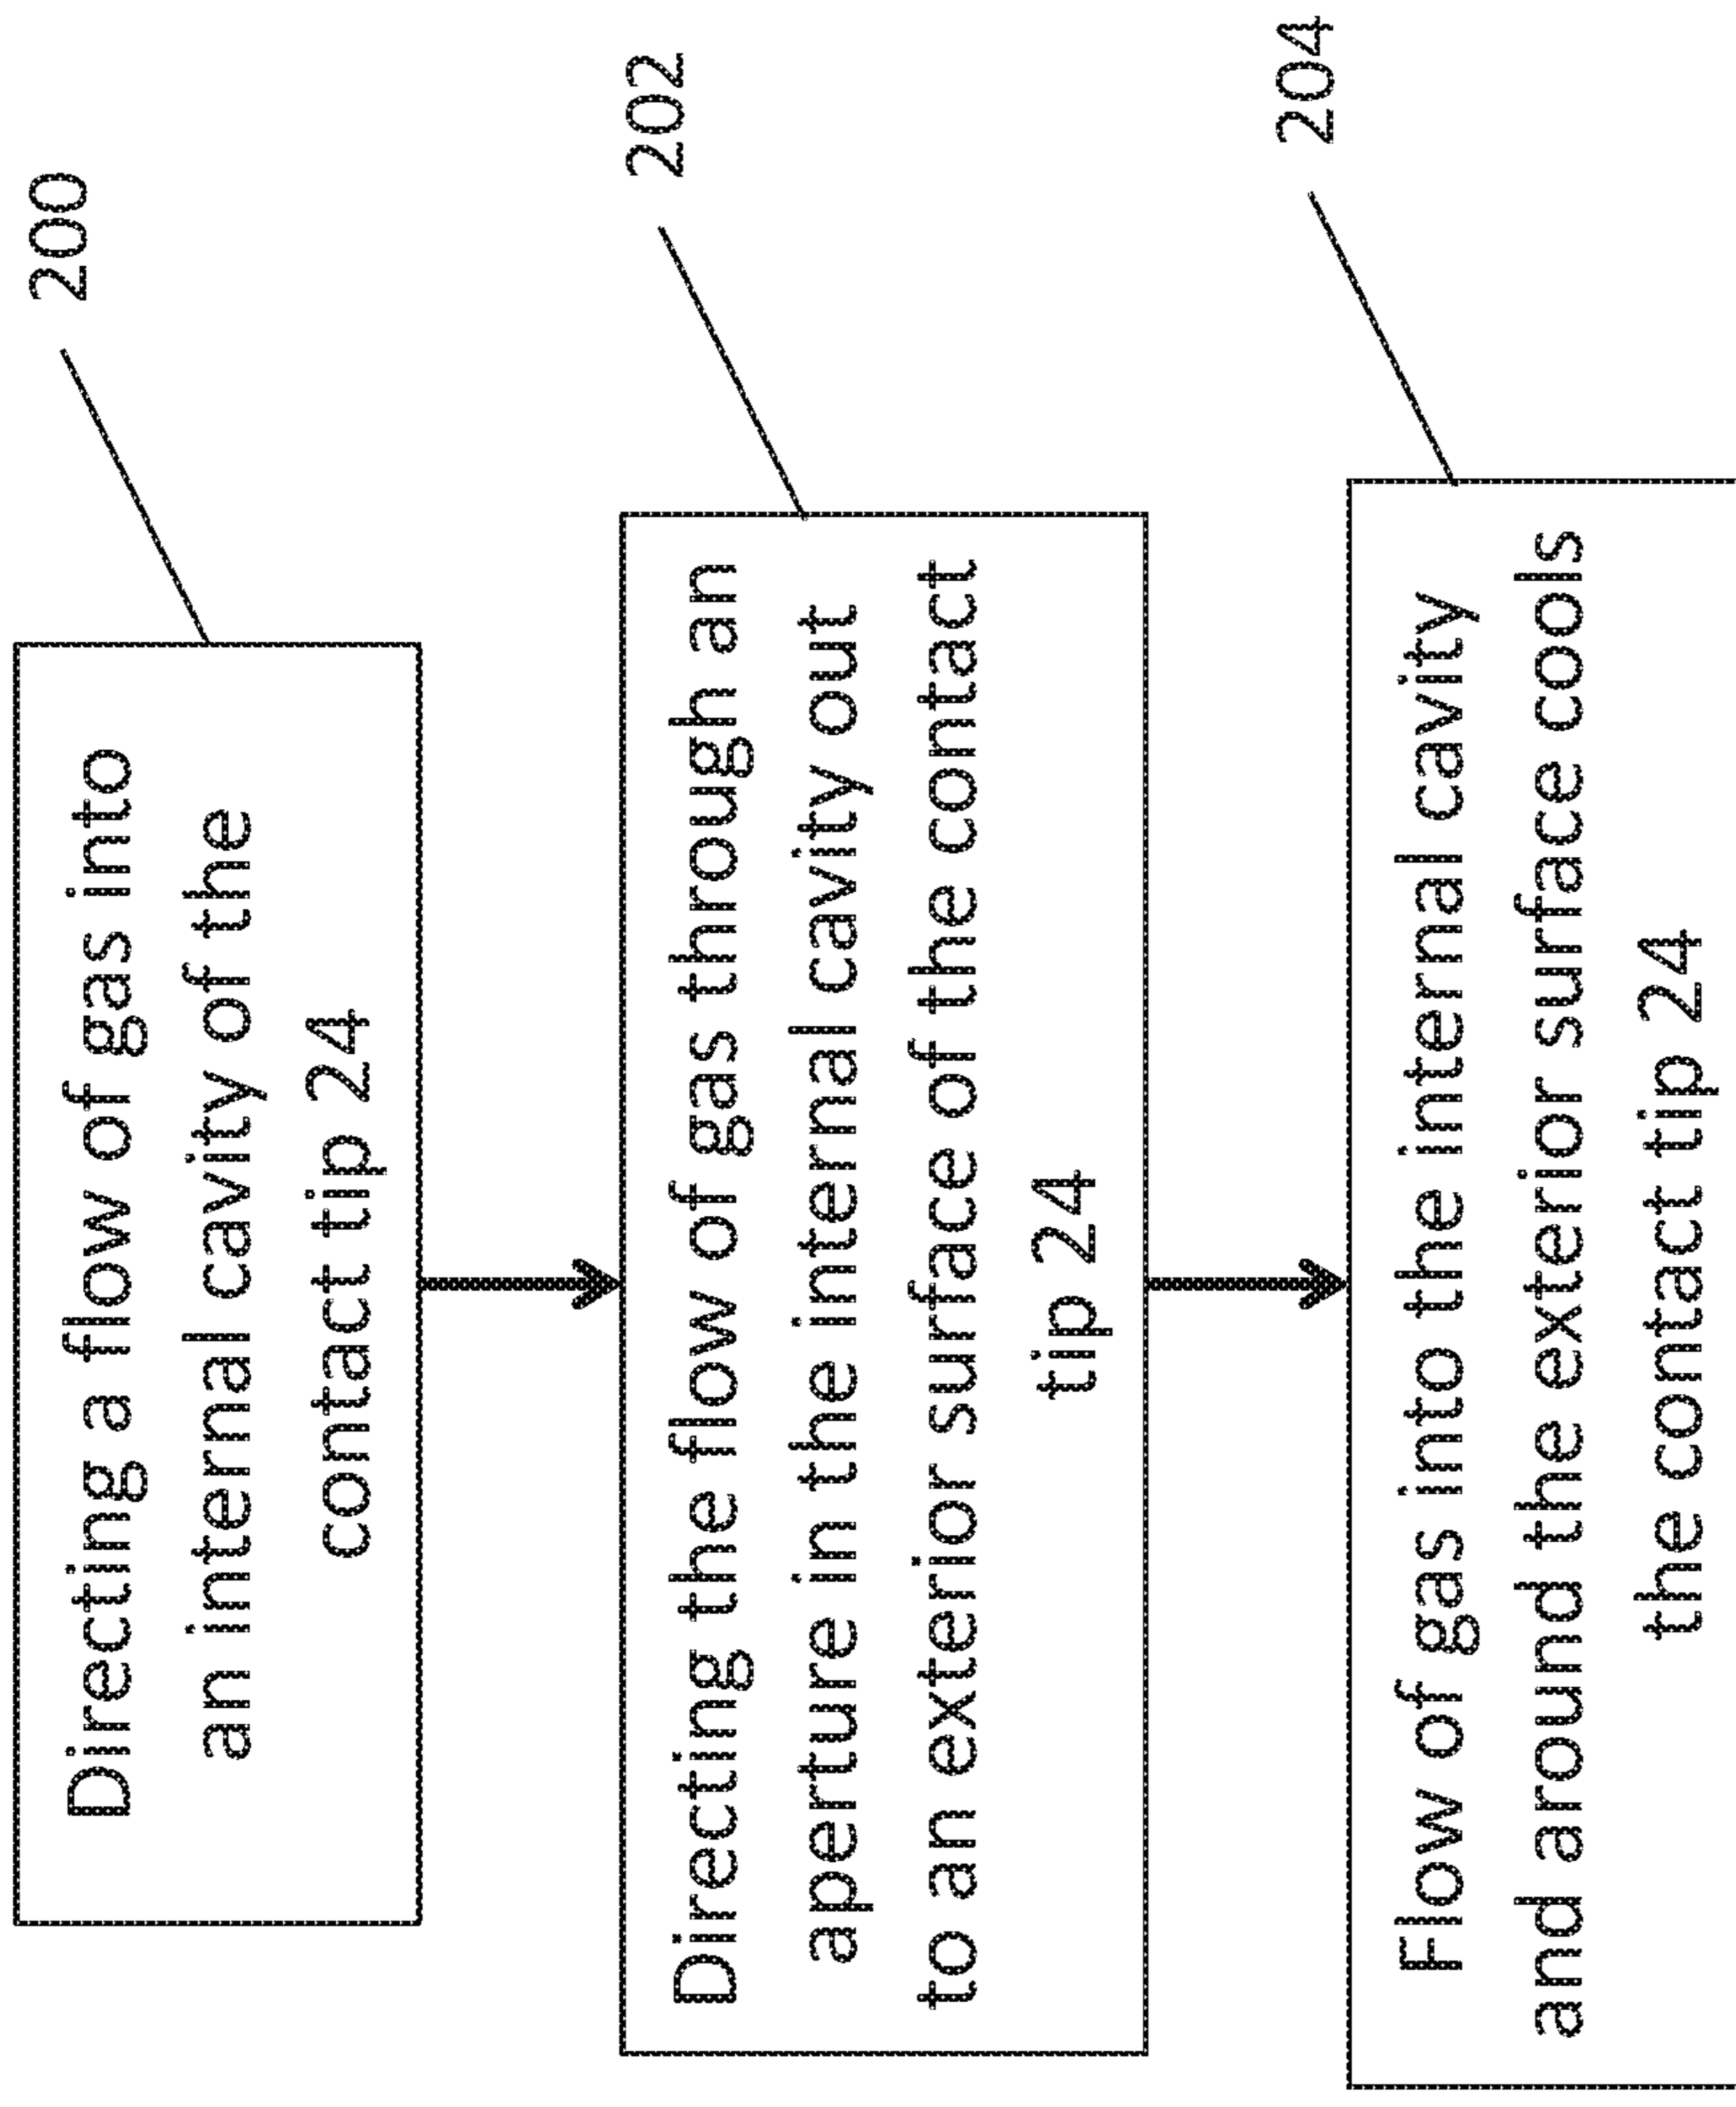 Directing a flow of gas into
an internal cavity of the
contact tip 24
200
Directing the flow of gas through an
aperture in the internal cavity out
to an exterior surface of the contact
tip 24
202
Flow of gas into the internal cavity
and around the exterior surface cools
the contact tip 24
204